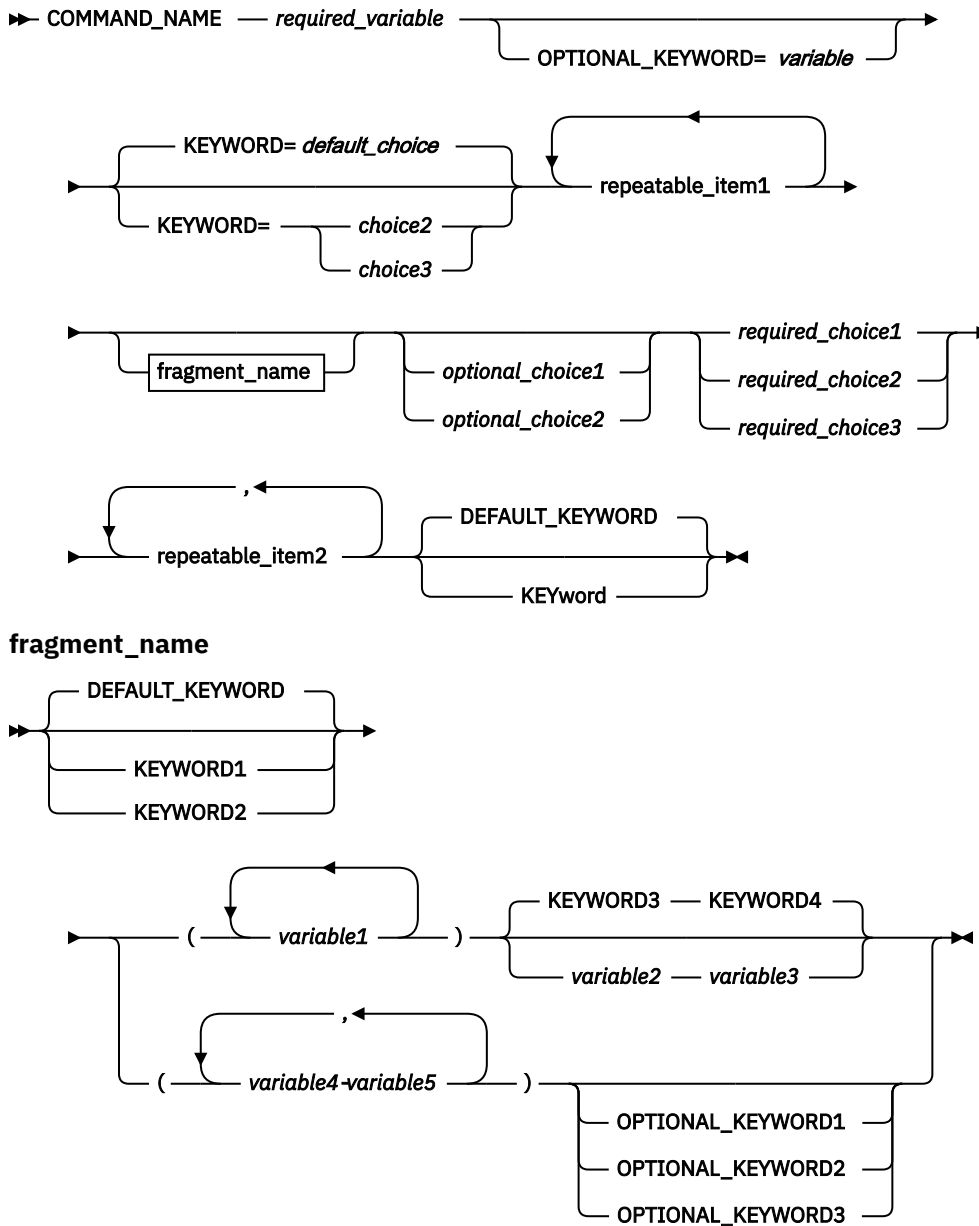 COMMAND_NAME required_variable
OPTIONAL_KEYWORD= variable
KEYWORD= default_choice
repeatable_item1
KEYWORD= choice2
choice3
fragment_name
optional_choice1
optional_choice2
required_choice1
required_choice2
required_choice3
,
repeatable_item2
DEFAULT_KEYWORD
KEYword
fragment_name
DEFAULT_KEYWORD
KEYWORD1
KEYWORD2
( variable1 )
KEYWORD3 KEYWORD4
variable2 variable3
,
( variable4-variable5 )
OPTIONAL_KEYWORD1
OPTIONAL_KEYWORD2
OPTIONAL_KEYWORD3